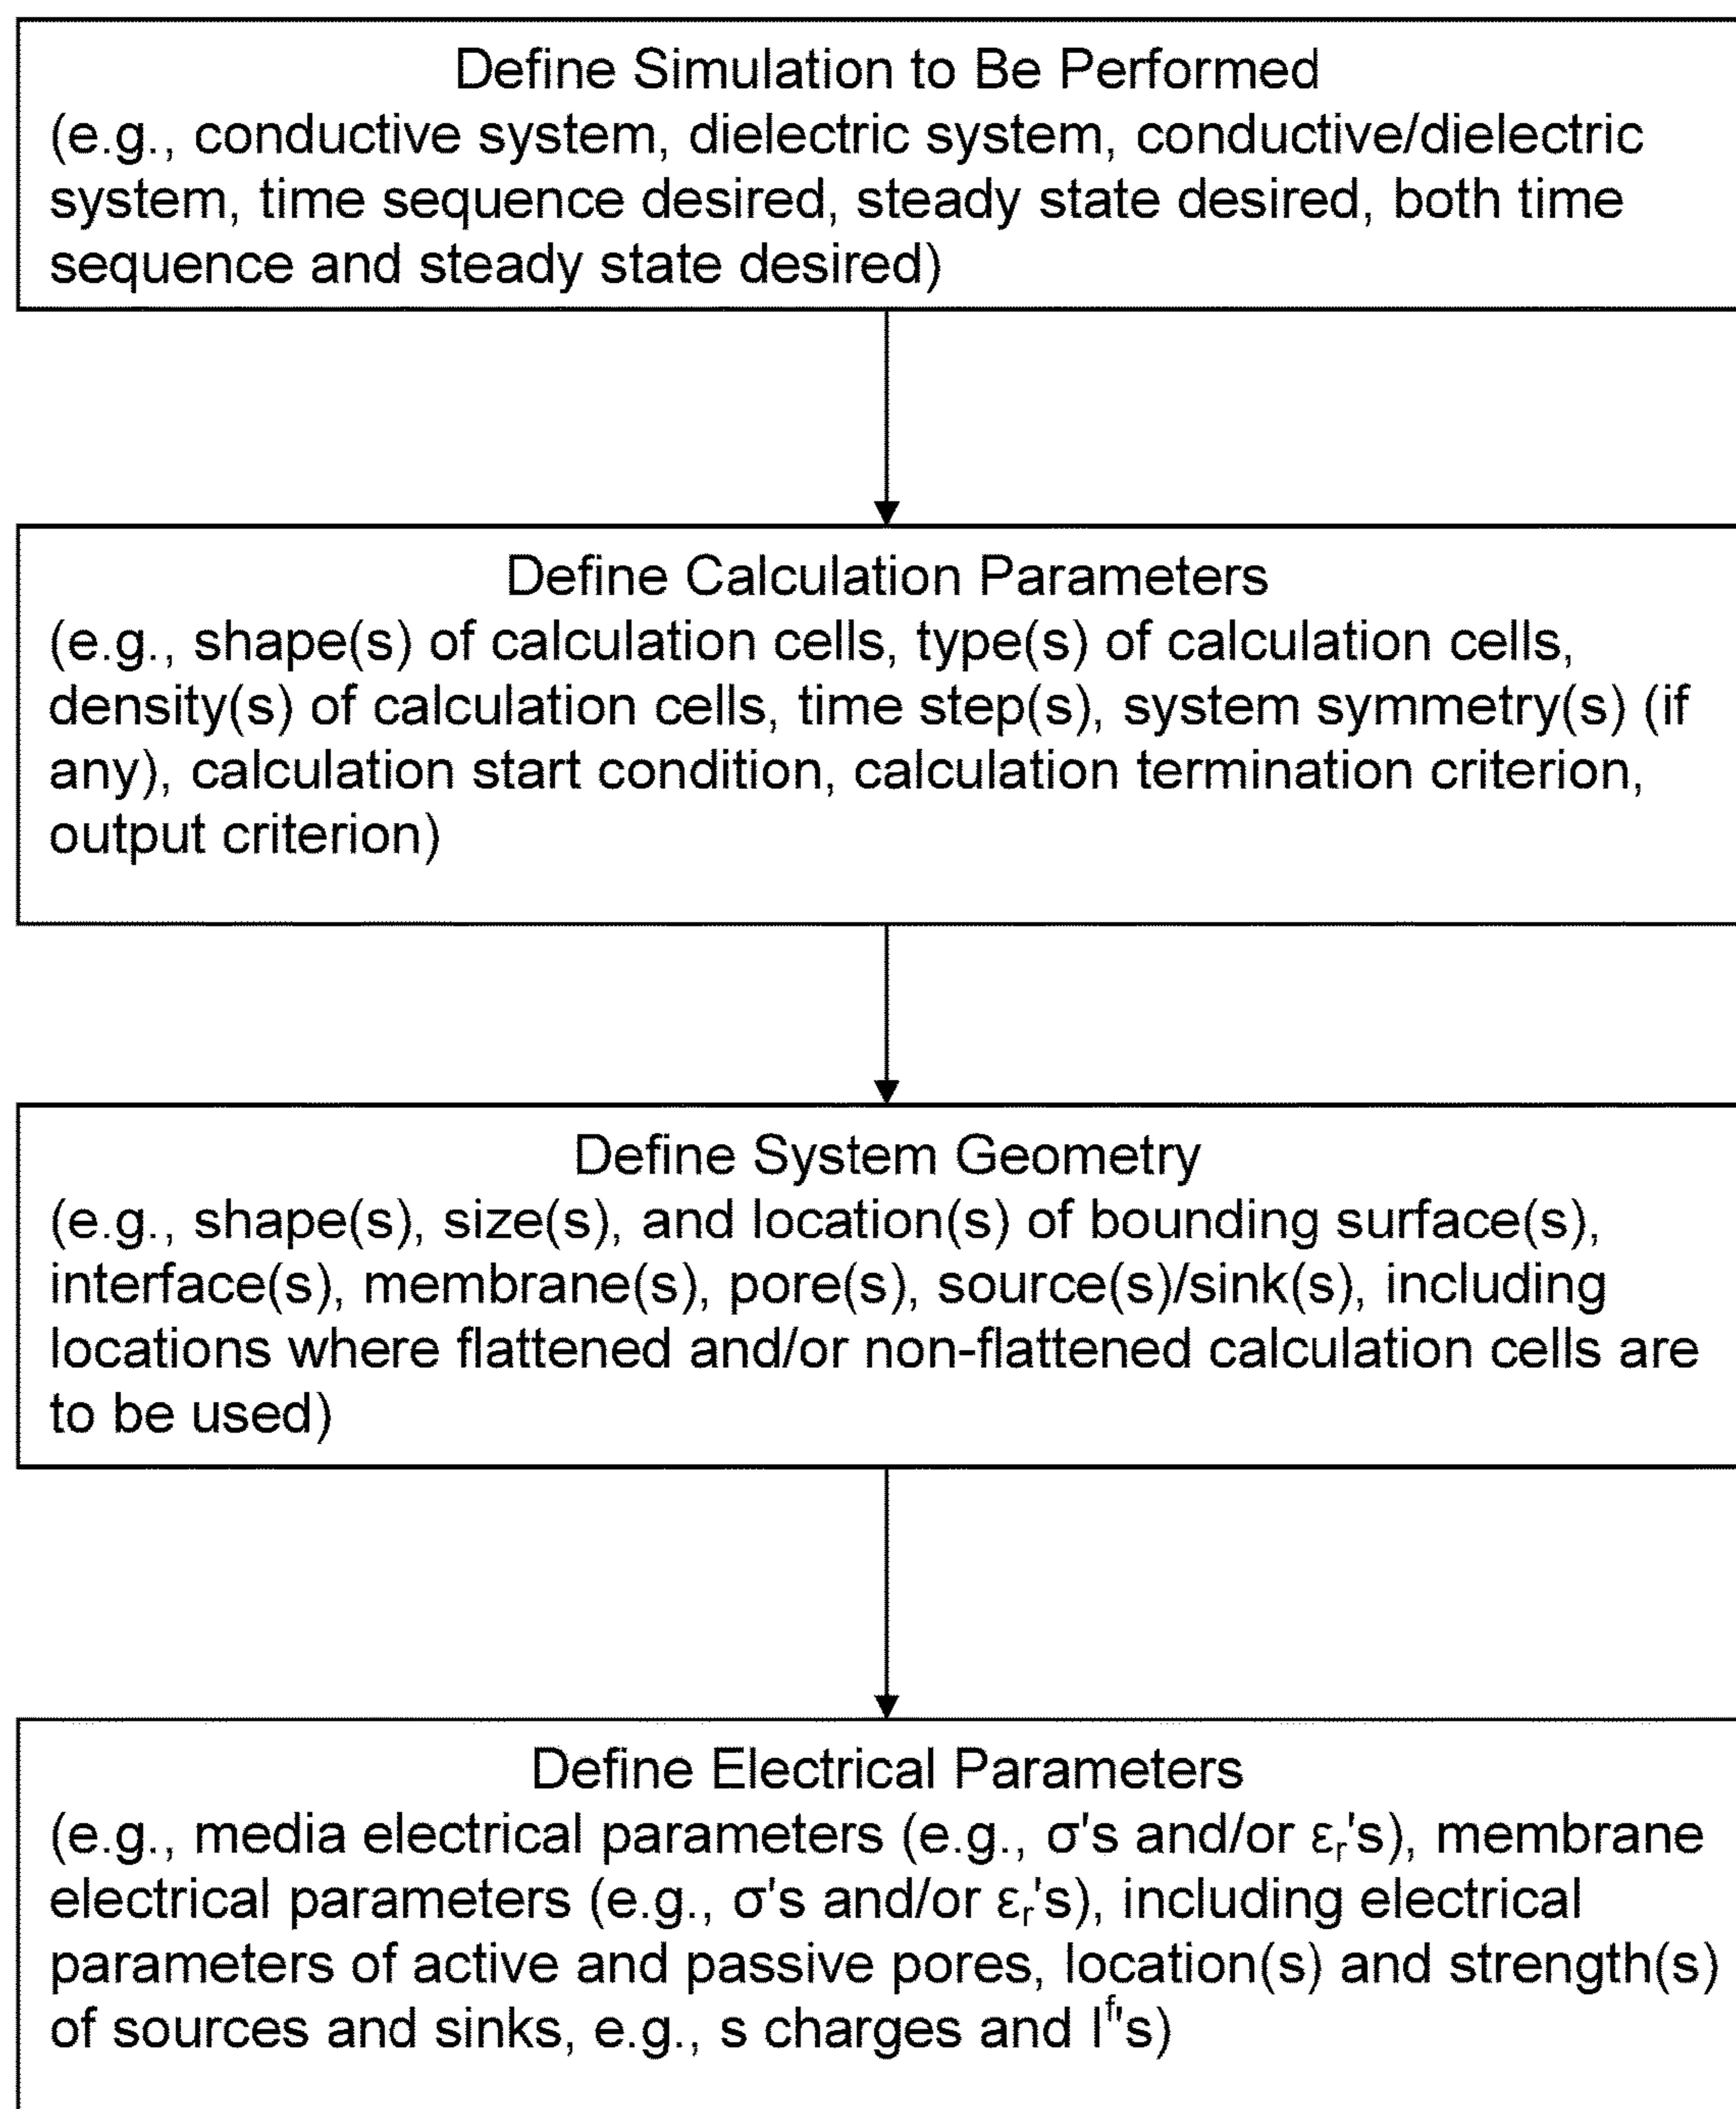 Define Simulation to Be Performed
(e.g., conductive system, dielectric system, conductive/dielectric
system, time sequence desired, steady state desired, both time
sequence and steady state desired)
Define Calculation Parameters
(e.g., shape(s) of calculation cells, type(s) of calculation cells,
density(s) of calculation cells, time step(s), system symmetry(s) (if
any), calculation start condition, calculation termination criterion,
output criterion)
Define System Geometry
(e.g., shape(s), size(s), and location(s) of bounding surface(s),
interface(s), membrane(s), pore(s), source(s)/sink(s), including
locations where flattened and/or non-flattened calculation cells are
to be used)
Define Electrical Parameters
(e.g., media electrical parameters (e.g., σ's and/or εᵣ's), membrane
electrical parameters (e.g., σ's and/or εᵣ's), including electrical
parameters of active and passive pores, location(s) and strength(s)
of sources and sinks, e.g., s charges and Iᶠ's)